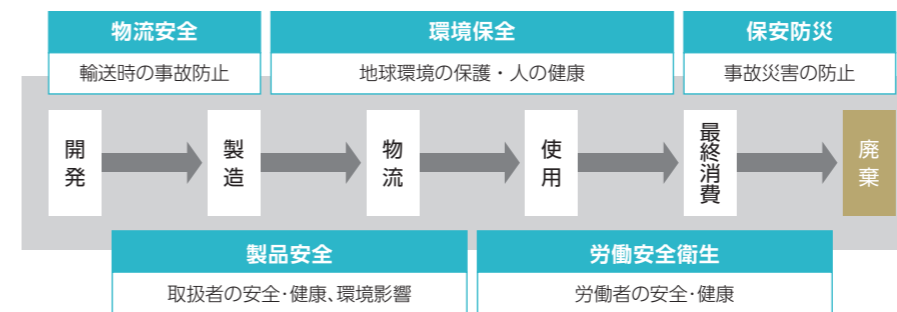 物流安全
輸送時の事故防止
環境保全
地球環境の保護・人の健康
保安防災
事故災害の防止
開発
製造
物流
使用
最終消費
廃棄
製品安全
取扱者の安全・健康、環境影響
労働安全衛生
労働者の安全・健康